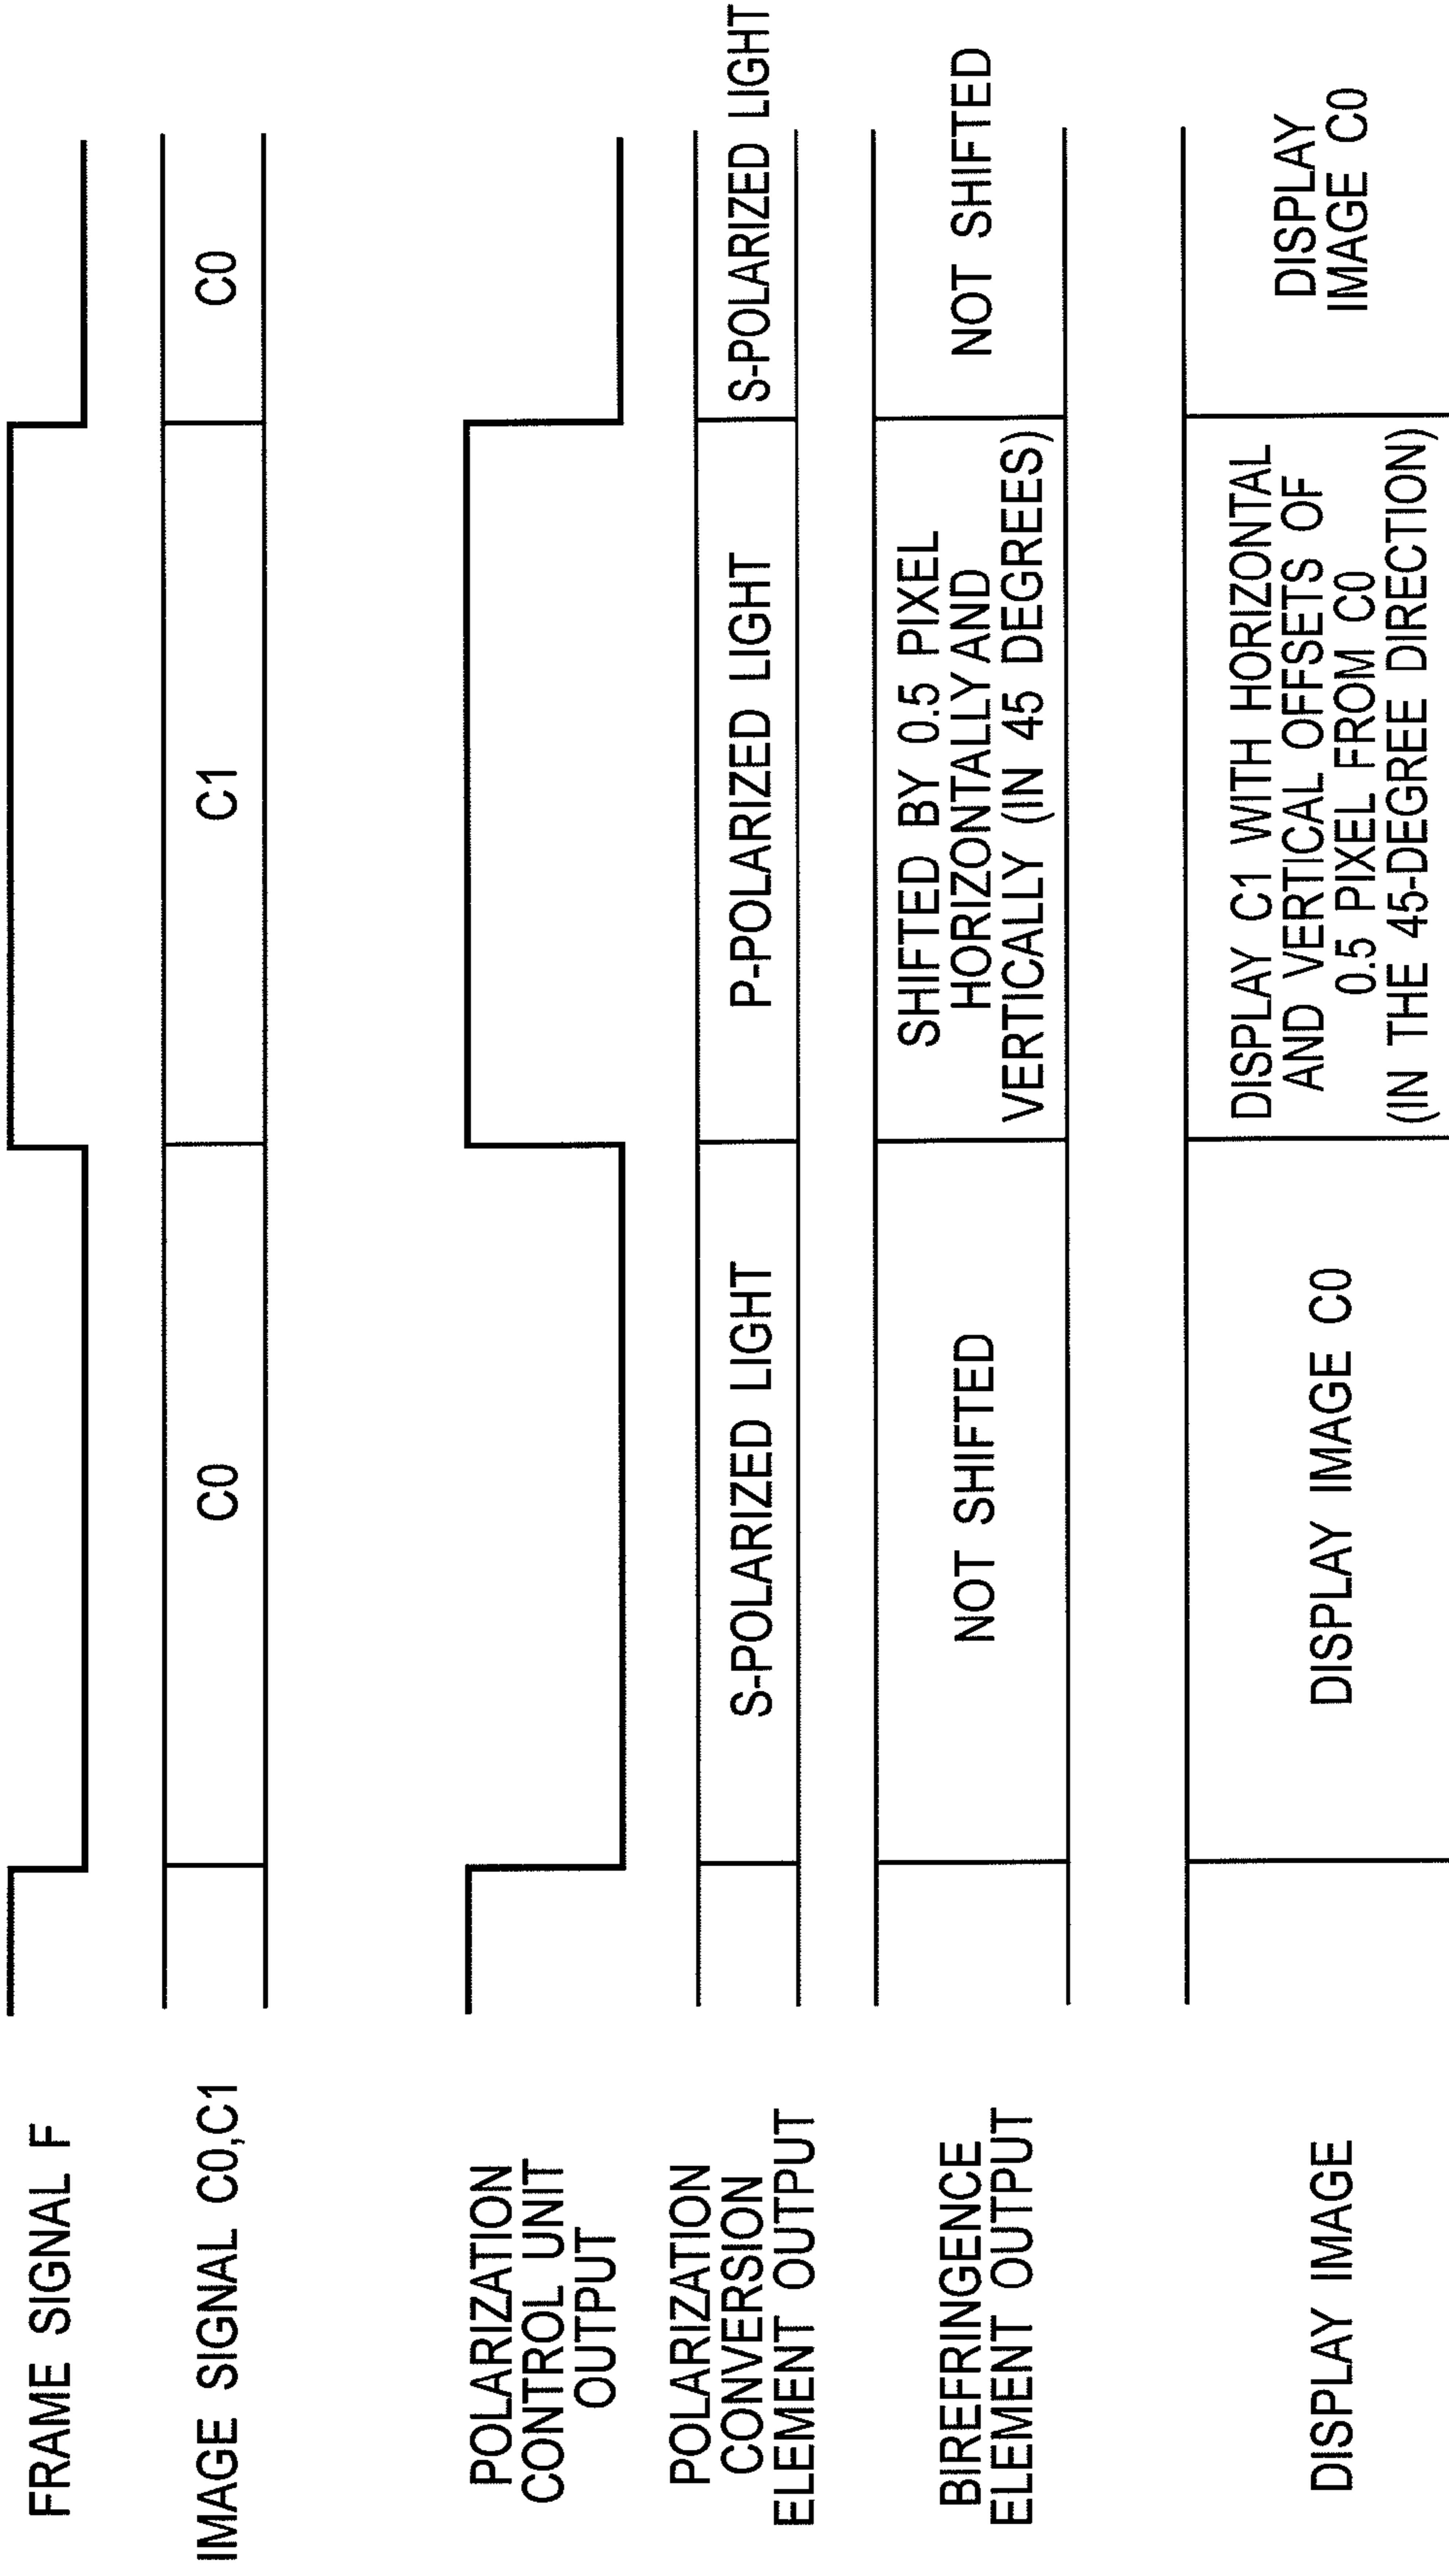 FRAME SIGNAL F
IMAGE SIGNAL C0,C1
C0
C1
C0
POLARIZATION
CONTROL UNIT
OUTPUT
POLARIZATION
CONVERSION
ELEMENT OUTPUT
S-POLARIZED LIGHT
P-POLARIZED LIGHT
S-POLARIZED LIGHT
BIREFRINGENCE
ELEMENT OUTPUT
NOT SHIFTED
SHIFTED BY 0.5 PIXEL
HORIZONTALLY AND
VERTICALLY (IN 45 DEGREES)
NOT SHIFTED
DISPLAY IMAGE
DISPLAY IMAGE C0
DISPLAY C1 WITH HORIZONTAL
AND VERTICAL OFFSETS OF
0.5 PIXEL FROM C0
(IN THE 45-DEGREE DIRECTION)
DISPLAY
IMAGE C0